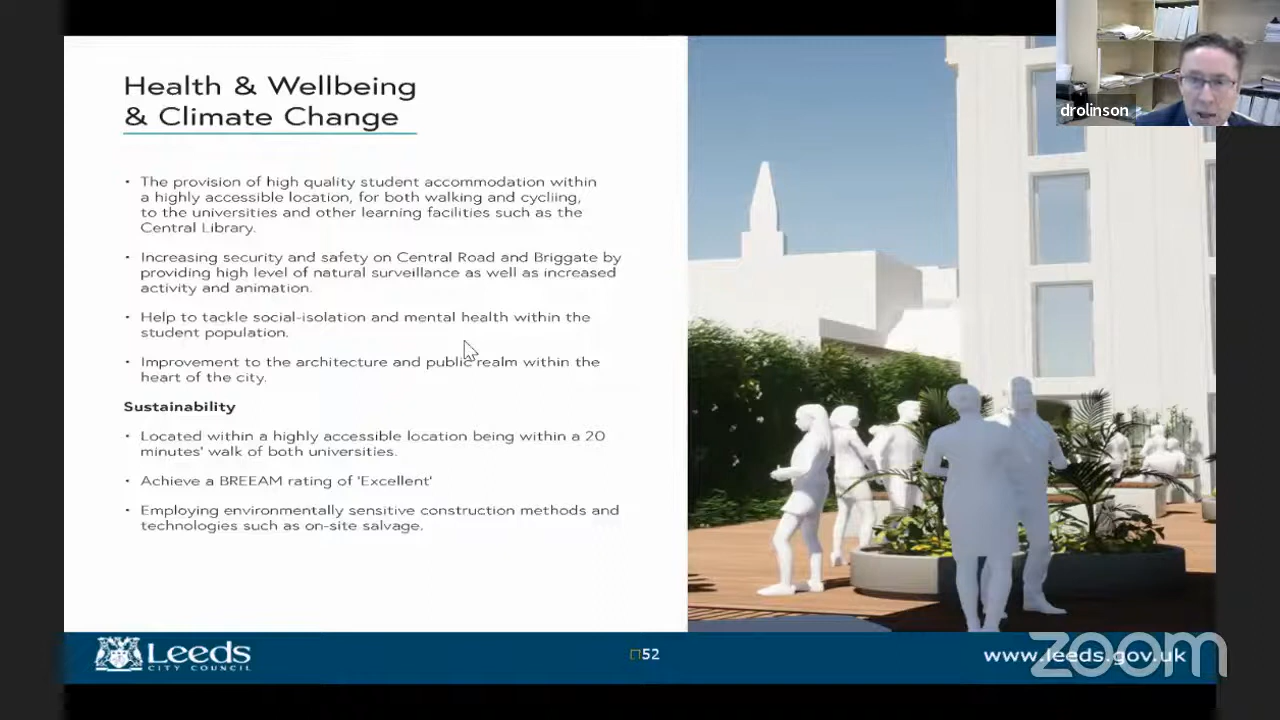 drolinson
Health & Wellbeing
& Climate Change
• The provision of high quality student accommodation within
a highly accessible location, for both walking and cycliing,
to the universities and other learning facilities such as the
Central Library.
• Increasing security and safety on Central Road and Briggate by
providing high level of natural surveillance as well as increased
activity and animation.
• Help to tackle social-isolation and mental health within the
student population.
• Improvement to the architecture and public realm within the
heart of the city.
Sustainability
• Located within a highly accessible location being within a 20
minutes' walk of both universities.
• Achieve a BREEAM rating of 'Excellent'
• Employing environmentally sensitive construction methods and
technologies such as on-site salvage.
Leeds
CITY COUNCIL
52
www.leeds.gov.uk
zoom